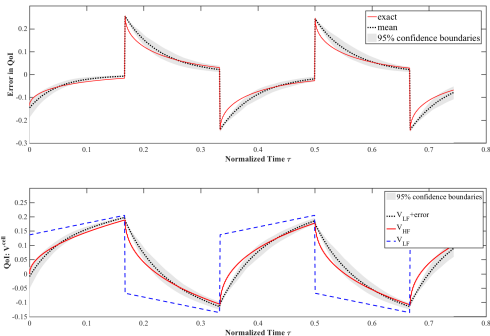 0.2
0.1
0
-0.1
-0.2
-0.3
Error in QoI
exact
mean
95% confidence boundaries
0 0.1 0.2 0.3 0.4 0.5 0.6 0.7 0.8
Normalized Time τ
0.25
0.2
0.15
0.1
0.05
0
-0.05
-0.1
-0.15
QoI: V^cell
95% confidence boundaries
V_LF+error
V_HF
V_LF
0 0.1 0.2 0.3 0.4 0.5 0.6 0.7 0.8
Normalized Time τ